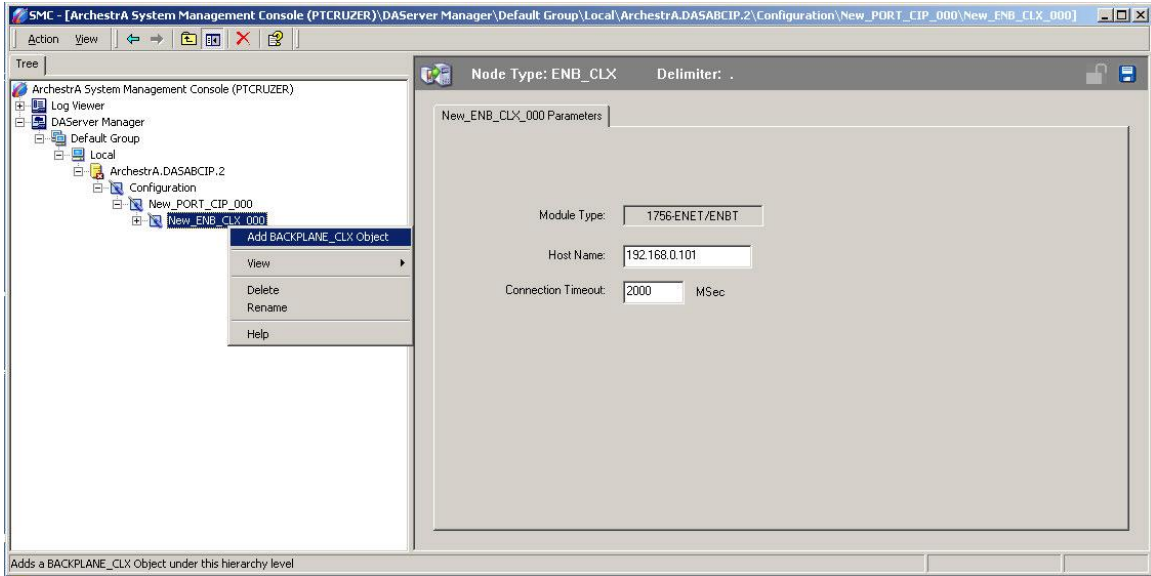 SMC - [ArchestrA System Management Console (PTCRUZER)\DAServer Manager\Default Group\Local\ArchestrA.DASABCIP.2\Configuration\New_PORT_CIP_000\New_ENB_CLX_000]
Action View
Tree
ArchestrA System Management Console (PTCRUZER)
Log Viewer
DAServer Manager
Default Group
Local
ArchestrA.DASABCIP.2
Configuration
New_PORT_CIP_000
New_ENB_CLX_000
Add BACKPLANE_CLX Object
View
Delete
Rename
Help
Node Type: ENB_CLX Delimiter: .
New_ENB_CLX_000 Parameters
Module Type: 1756-ENET/ENBT
Host Name: 192.168.0.101
Connection Timeout: 2000 MSec
Adds a BACKPLANE_CLX Object under this hierarchy level